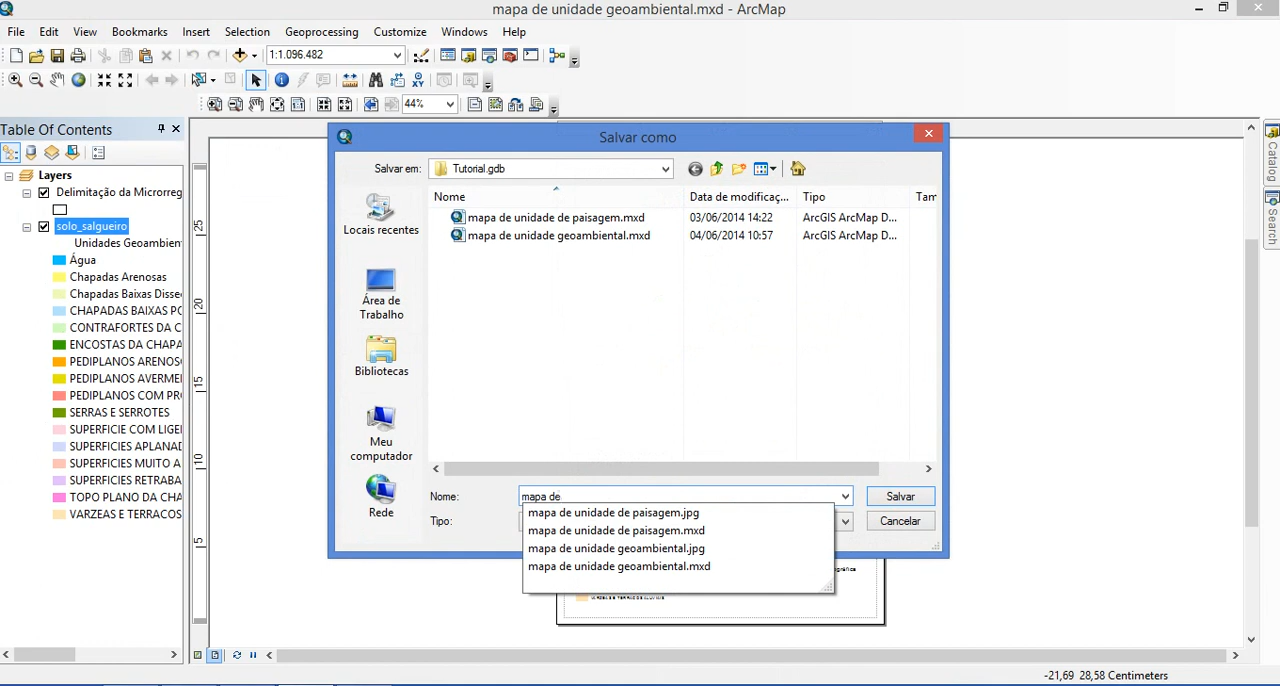 mapa de unidade geoambiental.mxd - ArcMap
File Edit View Bookmarks Insert Selection Geoprocessing Customize Windows Help
1:1.096.482
44%
Table Of Contents
Layers
Delimitação da Microrreg
solo_salgueiro
Unidades Geoambien
Água
Chapadas Arenosas
Chapadas Baixas Disse
CHAPADAS BAIXAS PO
CONTRAFORTES DA C
ENCOSTAS DA CHAPA
PEDIPLANOS ARENOS
PEDIPLANOS AVERMEI
PEDIPLANOS COM PR
SERRAS E SERROTES
SUPERFICIE COM LIGEI
SUPERFICIES APLANAD
SUPERFICIES MUITO A
SUPERFICIES RETRABA
TOPO PLANO DA CHA
VARZEAS E TERRACOS
25
20
15
10
5
Salvar como
Salvar em: Tutorial.gdb
Locais recentes
Área de
Trabalho
Bibliotecas
Meu
computador
Rede
Nome Data de modificaç... Tipo Tam
mapa de unidade de paisagem.mxd 03/06/2014 14:22 ArcGIS ArcMap D...
mapa de unidade geoambiental.mxd 04/06/2014 10:57 ArcGIS ArcMap D...
Nome: mapa de Salvar
Tipo: Cancelar
mapa de unidade de paisagem.jpg
mapa de unidade de paisagem.mxd
mapa de unidade geoambiental.jpg
mapa de unidade geoambiental.mxd
Catalog
Search
-21,69 28,58 Centimeters